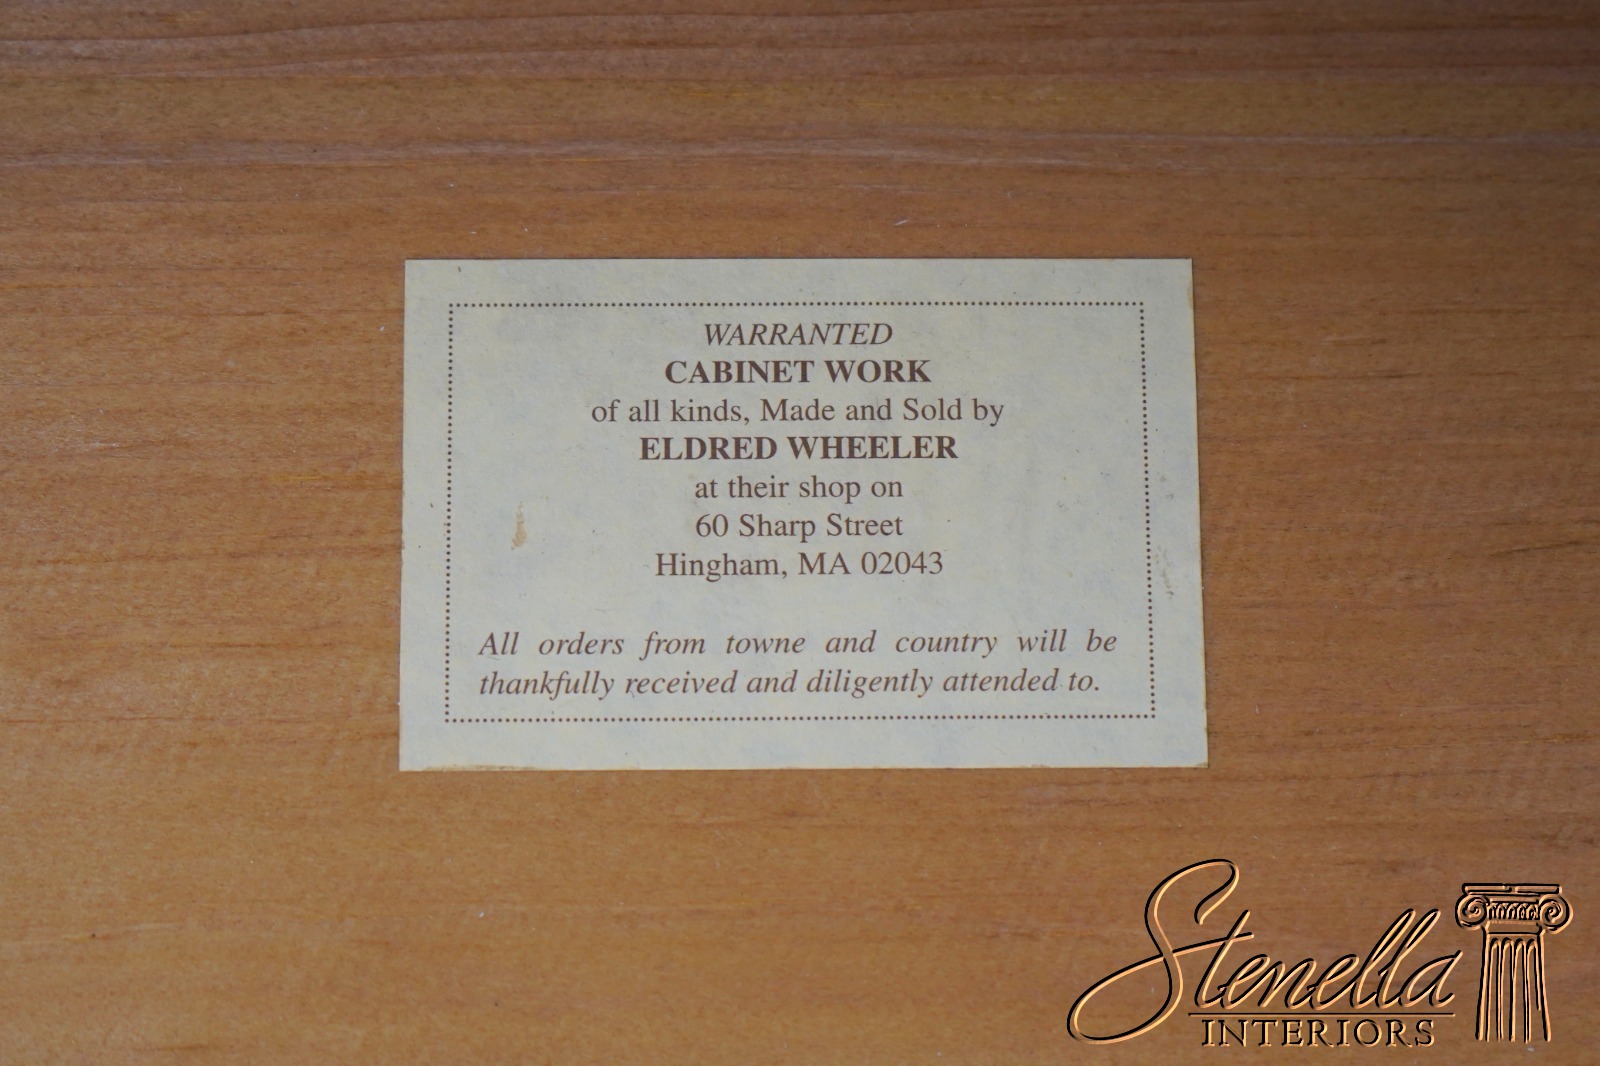 WARRANTED
CABINET WORK
of all kinds, Made and Sold by
ELDRED WHEELER
at their shop on
60 Sharp Street
Hingham, MA 02043
All orders from towne and country will be
thankfully received and diligently attended to.
Stenella
INTERIORS